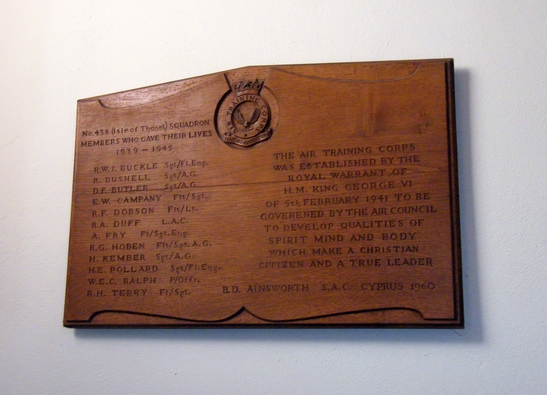 No. 438 (Isle of Thanet) SQUADRON
MEMBERS WHO GAVE THEIR LIVES
1939 - 1945
R.W.J. BUCKLE Sgt/Fl.Eng.
R. BUSHELL Sgt/A.G.
D.F. BUTLER Sgt/A.G.
E.W. CAMPANY Flt/Sgt.
R.F. DOBSON Flt/Lt.
R.A. DUFF L.A.C.
A. FRY Fl/Sgt.Eng.
R.G. HOBEN Flt/Sgt.A.G.
H. KEMBER Sgt/A.G.
H.E. POLLARD Sgt/Fl.Eng.
W.E.C. RALPH P/Offr.
R.H. TERRY Fl/Sgt.
AIR TRAINING CORPS
THE AIR TRAINING CORPS
WAS ESTABLISHED BY THE
ROYAL WARRANT OF
H.M. KING GEORGE VI
OF 5th FEBRUARY 1941 TO BE
GOVERENED BY THE AIR COUNCIL
TO DEVELOP QUALITIES OF
SPIRIT MIND AND BODY
WHICH MAKE A CHRISTIAN
CITIZEN AND A TRUE LEADER
B.D. AINSWORTH S.A.C. CYPRUS 1960